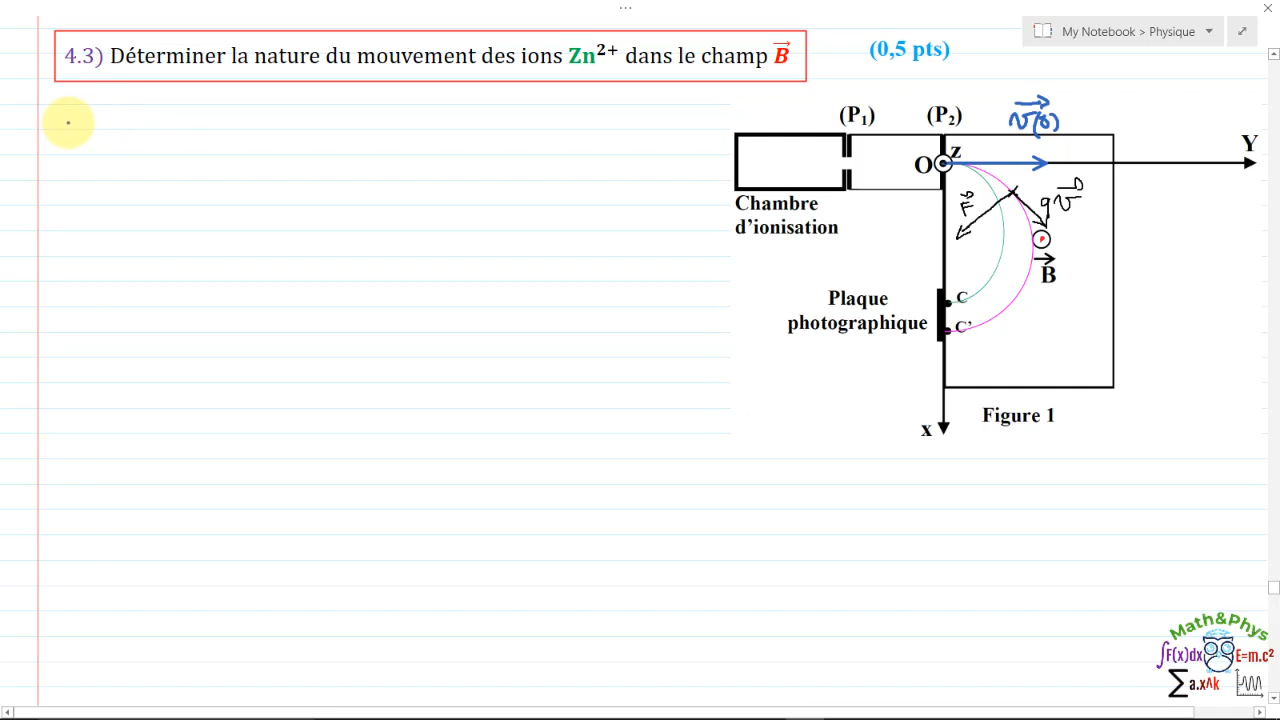 My Notebook > Physique
4.3) Déterminer la nature du mouvement des ions Zn²⁺ dans le champ B⃗
(0,5 pts)
(P₁)
(P₂)
v⃗(0)
O
z
Y
Chambre
d'ionisation
F⃗
v⃗
B⃗
Plaque
photographique
C
C'
x
Figure 1
Math&Phys
∫F(x)dx
E=m.c²
∑
a.x^k